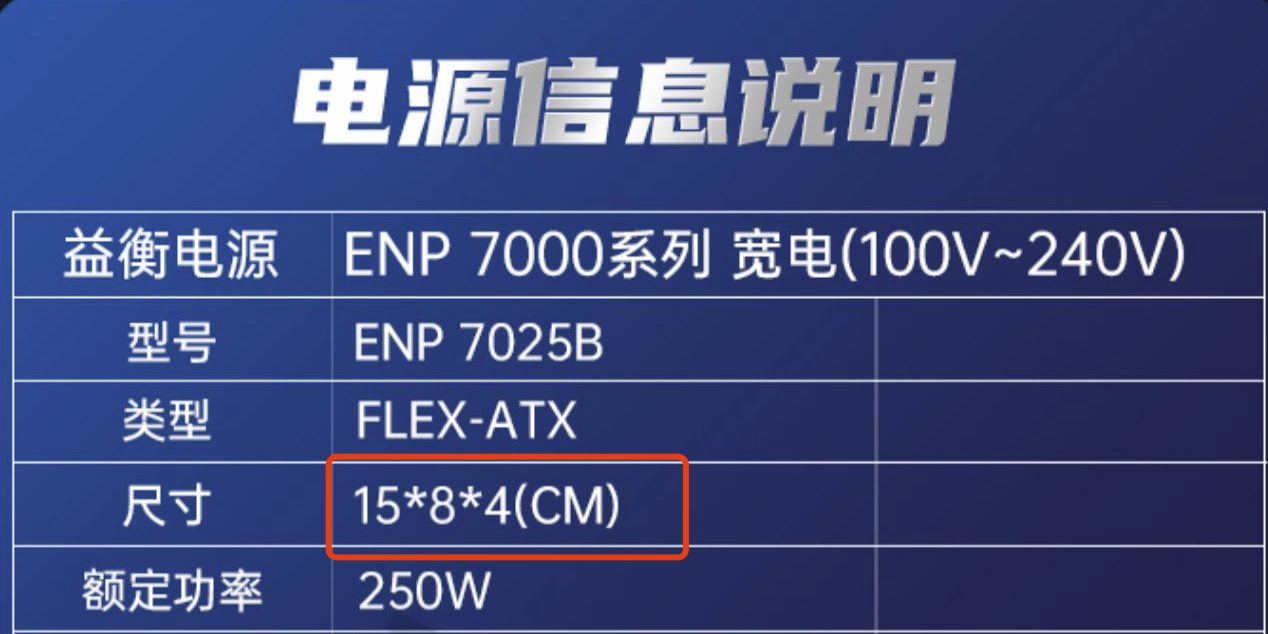 电源信息说明
益衡电源 ENP 7000系列 宽电(100V~240V)
型号 ENP 7025B
类型 FLEX-ATX
尺寸 15*8*4(CM)
额定功率 250W